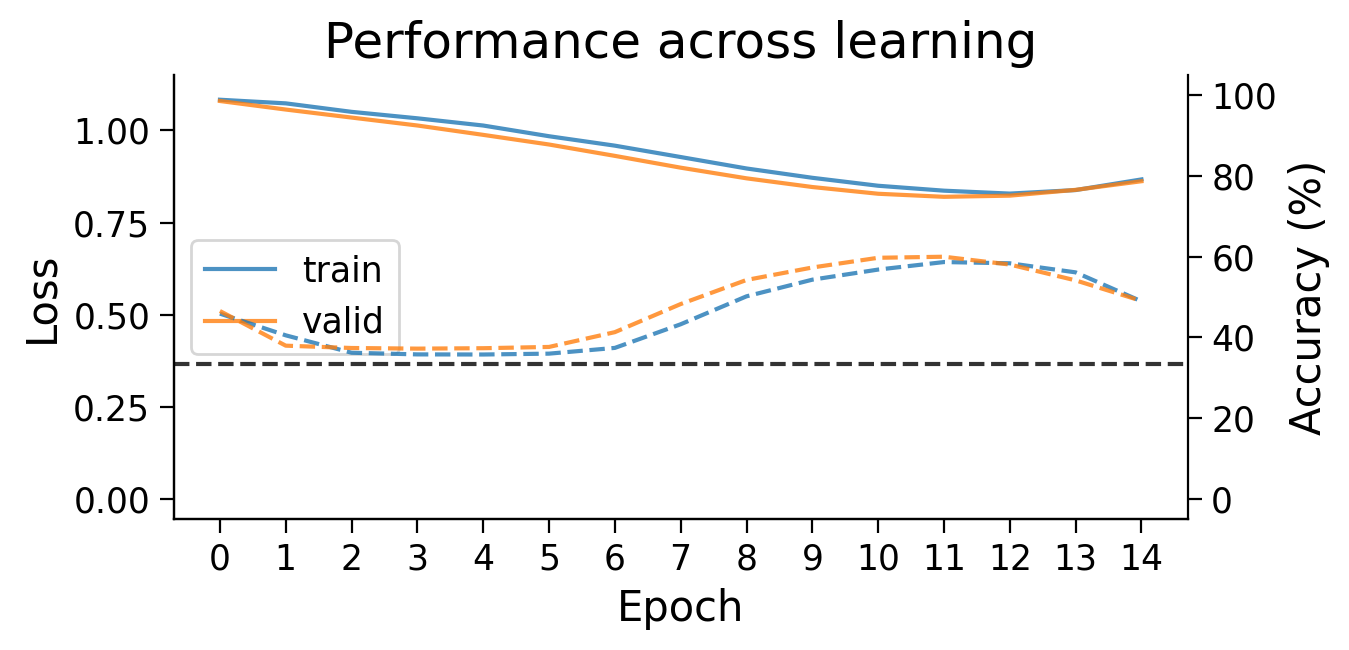 Performance across learning
Loss
1.00
0.75
0.50
0.25
0.00
train
valid
100
80
60
40
20
0
Accuracy (%)
0 1 2 3 4 5 6 7 8 9 10 11 12 13 14
Epoch